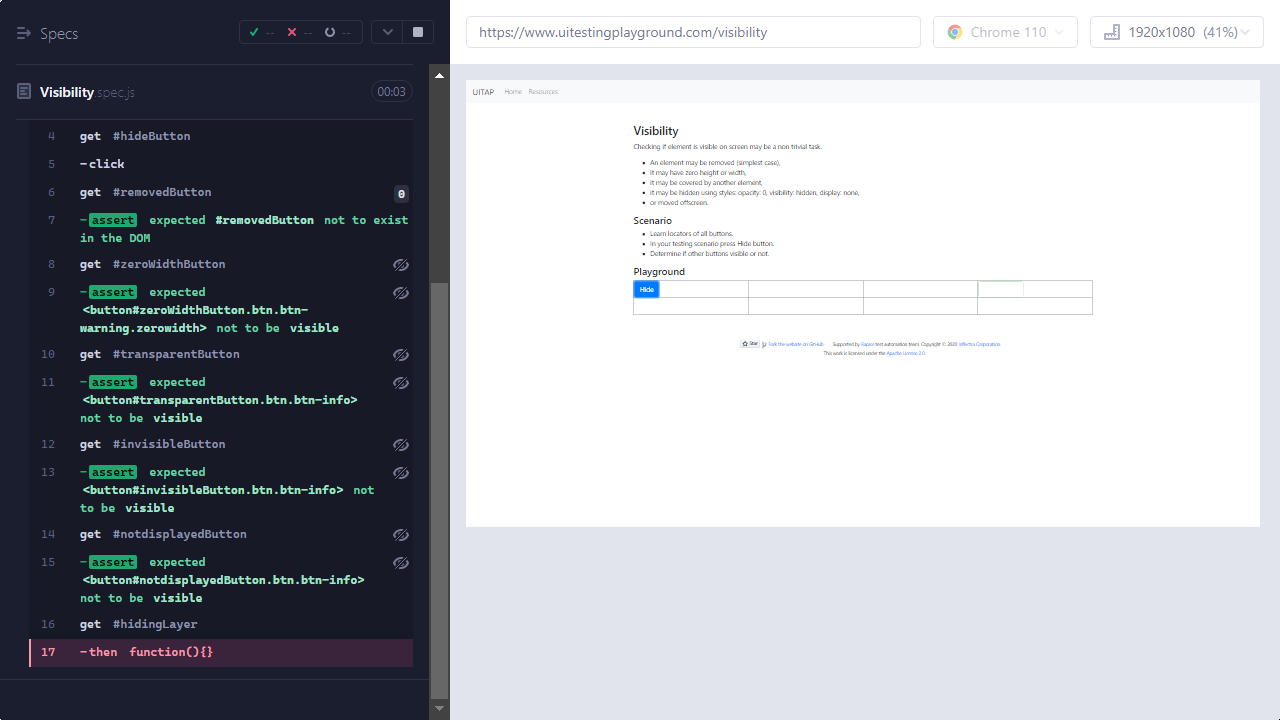 Specs
-- -- --
Visibility.spec.js
00:03
4 get #hideButton
5 -click
6 get #removedButton 0
7 -assert expected #removedButton not to exist
in the DOM
8 get #zeroWidthButton
9 -assert expected
<button#zeroWidthButton.btn.btn-
warning.zerowidth> not to be visible
10 get #transparentButton
11 -assert expected
<button#transparentButton.btn.btn-info>
not to be visible
12 get #invisibleButton
13 -assert expected
<button#invisibleButton.btn.btn-info> not
to be visible
14 get #notdisplayedButton
15 -assert expected
<button#notdisplayedButton.btn.btn-info>
not to be visible
16 get #hidingLayer
17 -then function(){}
https://www.uitestingplayground.com/visibility
Chrome 110
1920x1080 (41%)
UITAP Home Resources
Visibility
Checking if element is visible on screen may be a non trivial task.
An element may be removed (simplest case),
it may have zero height or width,
it may be covered by another element,
it may be hidden using styles: opacity: 0, visibility: hidden, display: none,
or moved offscreen.
Scenario
Learn locators of all buttons.
In your testing scenario press Hide button.
Determine if other buttons visible or not.
Playground
Hide
Star Fork the website on GitHub Supported by Rapise test automation team. Copyright © 2020 Inflectra Corporation
This work is licensed under the Apache License 2.0.